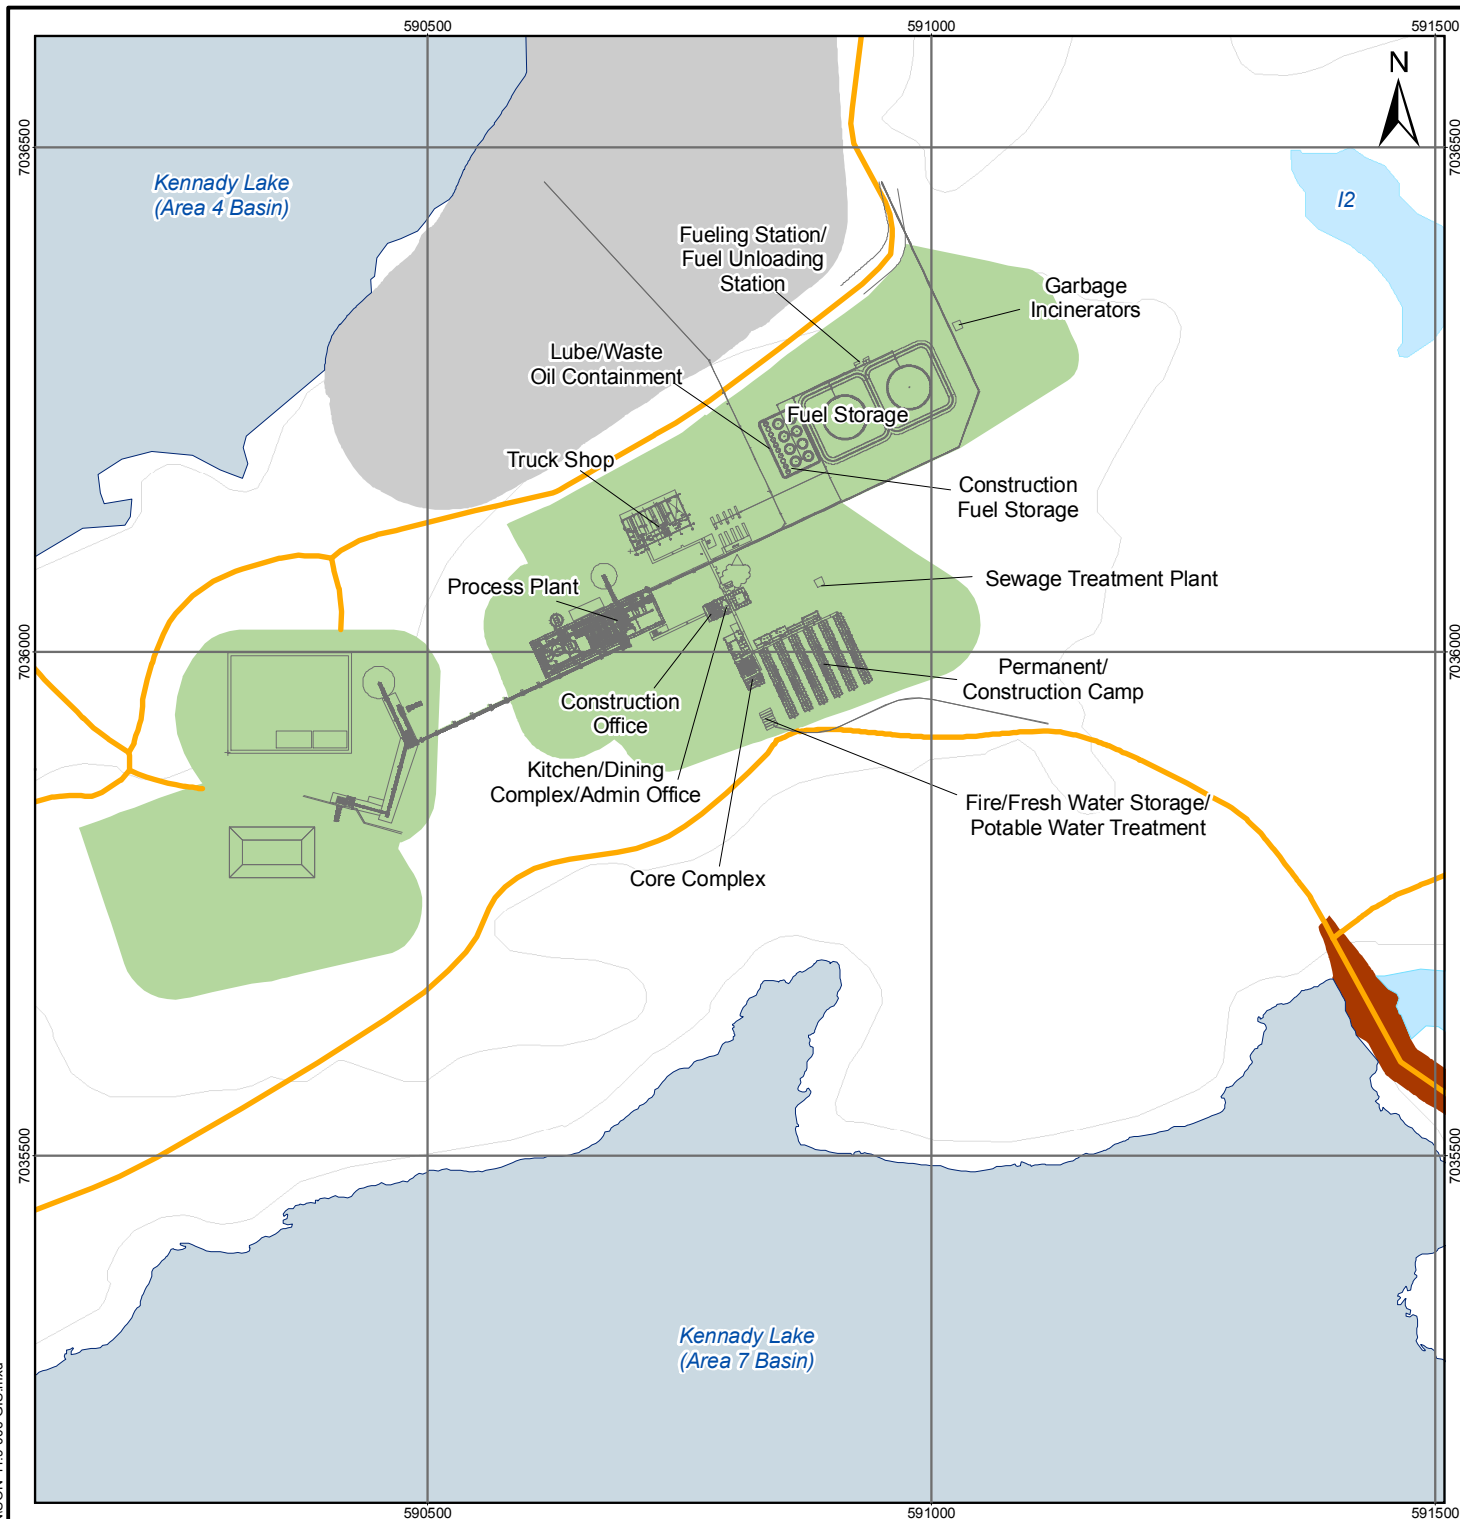 590500
591000
591500
N
7036500
7036500
Kennady Lake
(Area 4 Basin)
I2
Fueling Station/
Fuel Unloading
Station
Garbage
Incinerators
Lube/Waste
Oil Containment
Fuel Storage
Truck Shop
Construction
Fuel Storage
Process Plant
Sewage Treatment Plant
7036000
7036000
Permanent/
Construction Camp
Construction
Office
Kitchen/Dining
Complex/Admin Office
Fire/Fresh Water Storage/
Potable Water Treatment
Core Complex
7035500
7035500
Kennady Lake
(Area 7 Basin)
590500
591000
591500